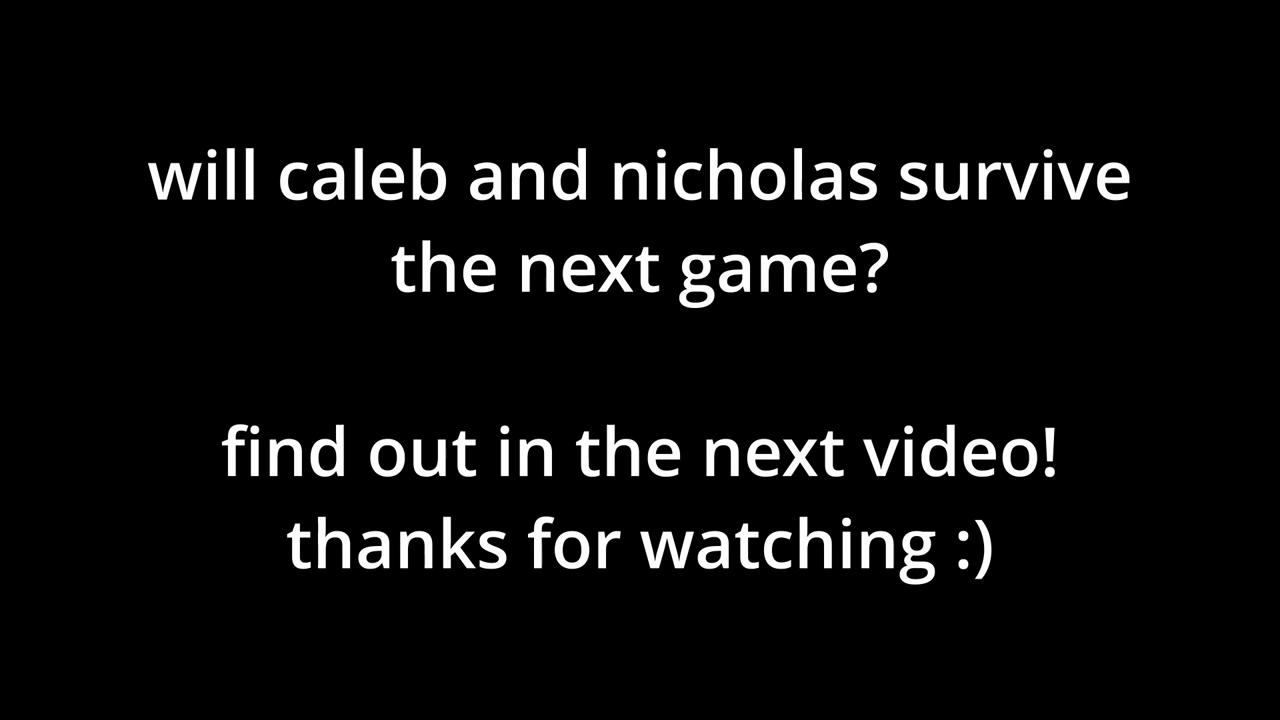 will caleb and nicholas survive
the next game?
find out in the next video!
thanks for watching :)